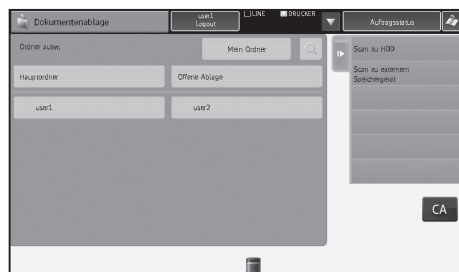 Dokumentenablage
user1
Logout
LINE
DRUCKER
Auftragsstatus
Ordner ausw.
Mein Ordner
Scan zu HDD
Hauptordner
Offene Ablage
Scan zu externem
Speichergerät
user1
user2
CA